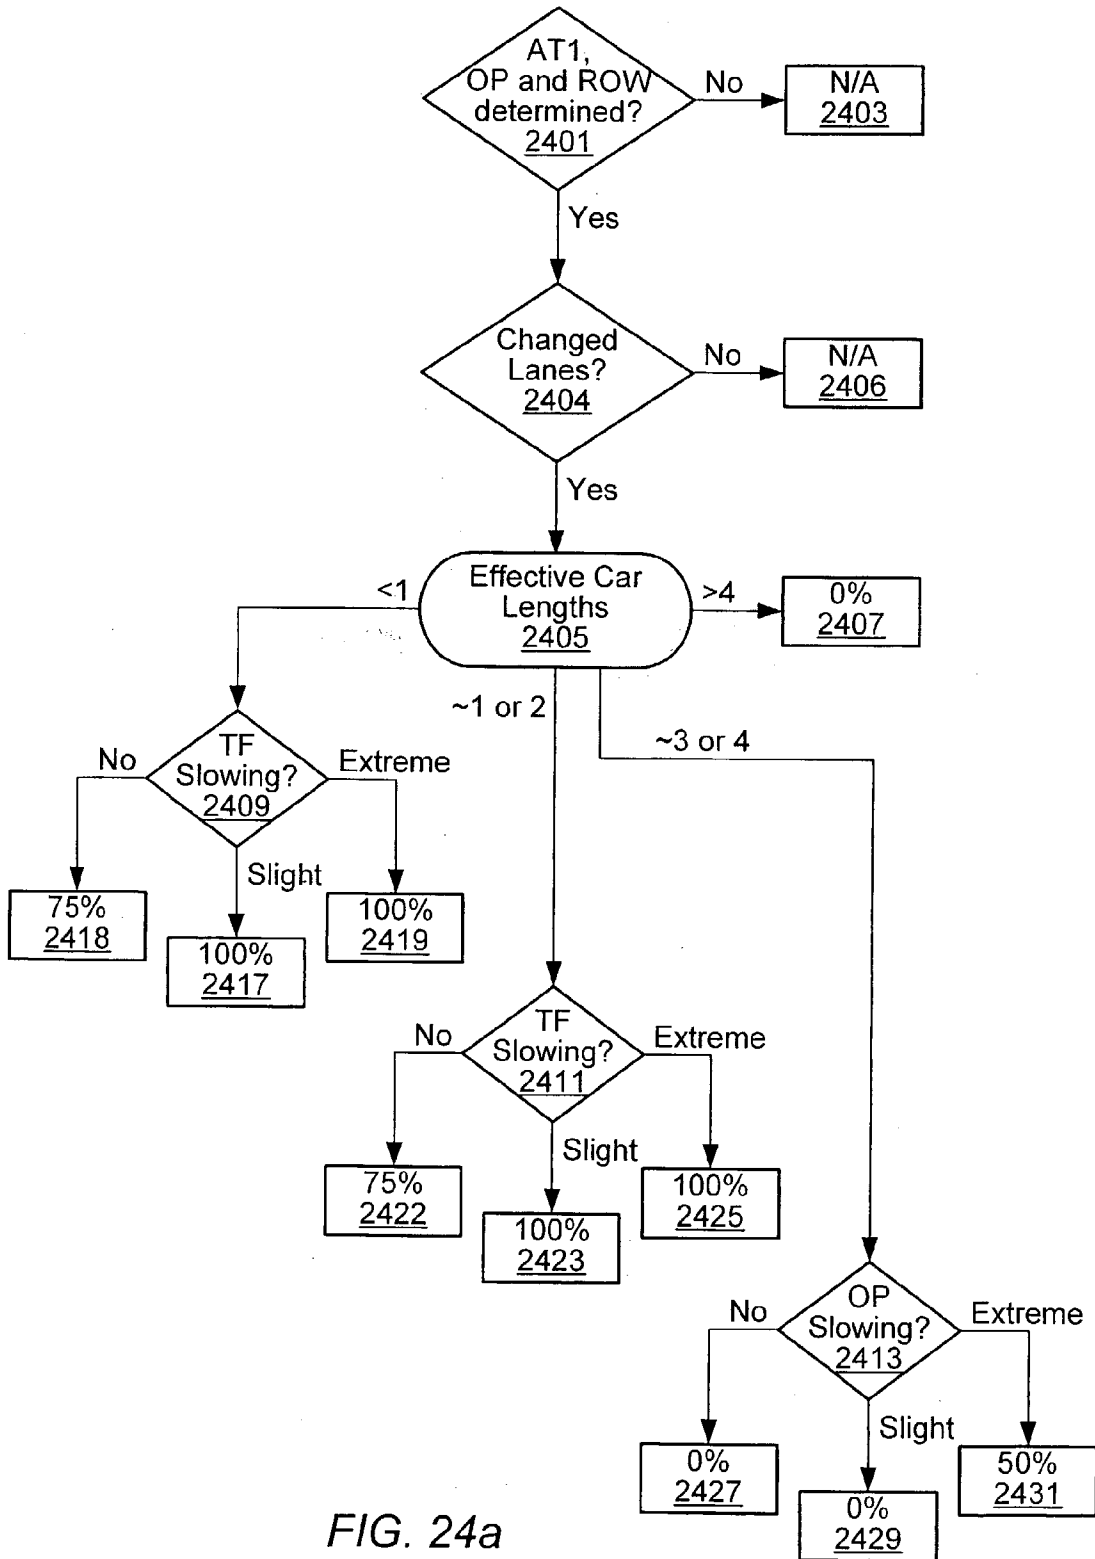 AT1,
OP and ROW
determined?
2401
No
N/A
2403
Yes
Changed
Lanes?
2404
No
N/A
2406
Yes
Effective Car
Lengths
2405
<1
>4
0%
2407
~1 or 2
~3 or 4
TF
Slowing?
2409
No
Extreme
Slight
75%
2418
100%
2417
100%
2419
TF
Slowing?
2411
No
Extreme
Slight
75%
2422
100%
2423
100%
2425
OP
Slowing?
2413
No
Extreme
Slight
0%
2427
0%
2429
50%
2431
FIG. 24a